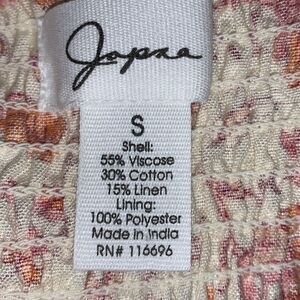 Japna
S
Shell:
55% Viscose
30% Cotton
15% Linen
Lining:
100% Polyester
Made in India
RN# 116696